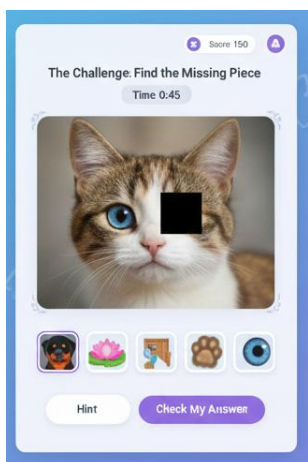 Score 150
The Challenge: Find the Missing Piece
Time 0:45
Hint
Check My Answer